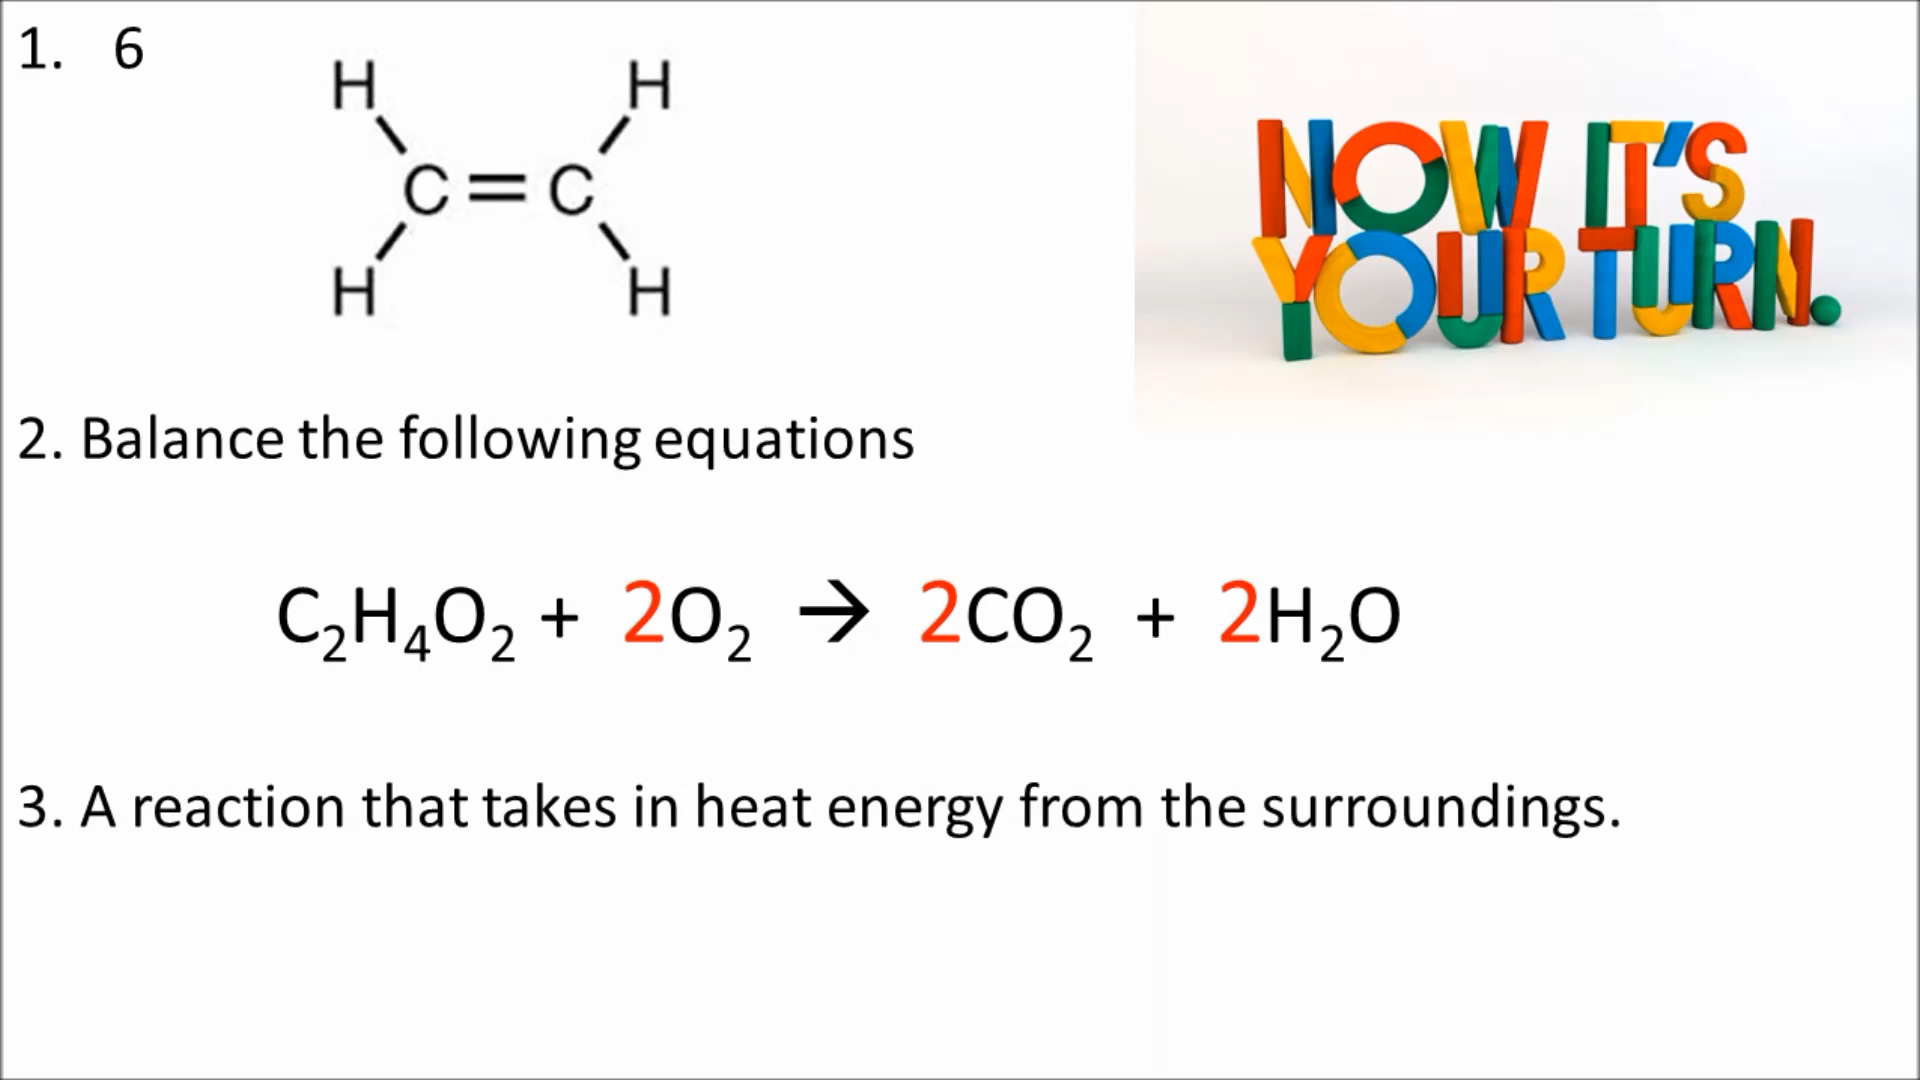 1. 6
H H
C=C
H H
NOW IT'S
YOUR TURN.
2. Balance the following equations
C₂H₄O₂ + 2O₂ → 2CO₂ + 2H₂O
3. A reaction that takes in heat energy from the surroundings.